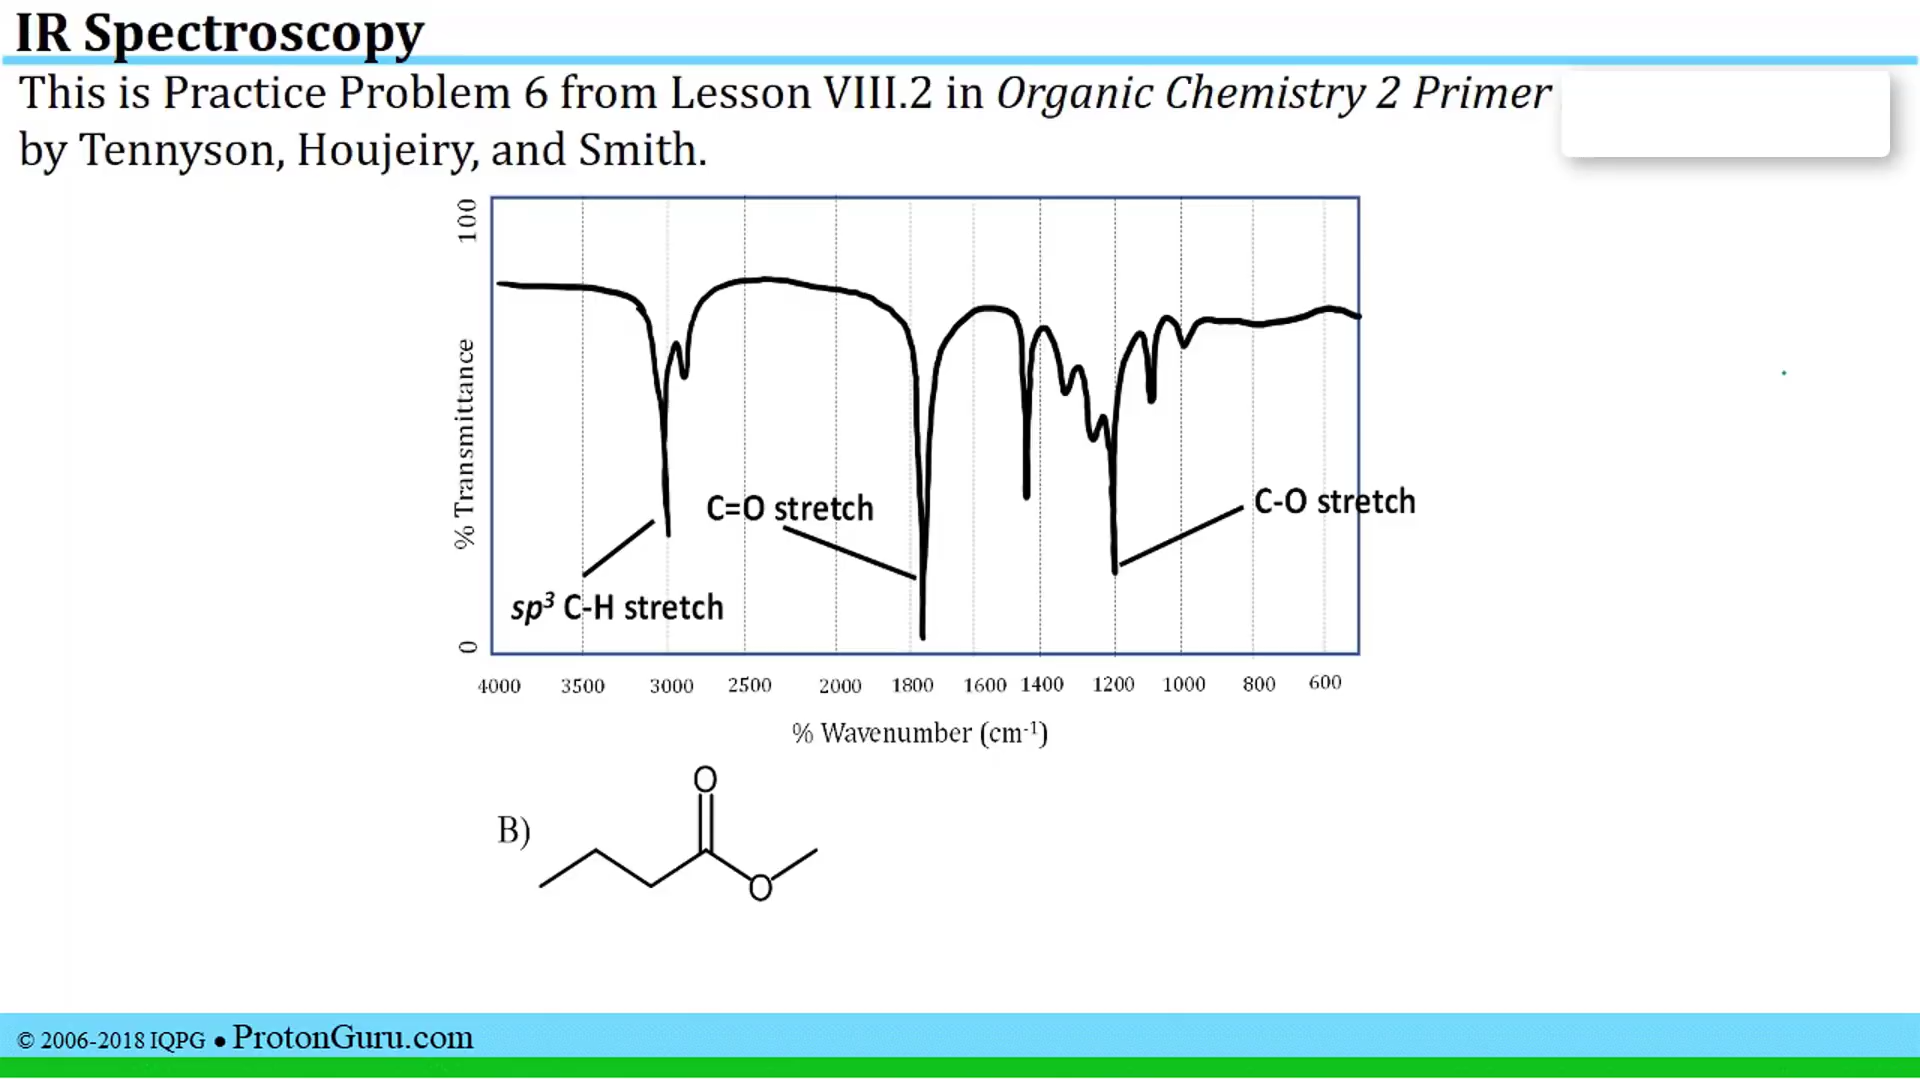 IR Spectroscopy
This is Practice Problem 6 from Lesson VIII.2 in Organic Chemistry 2 Primer
by Tennyson, Houjeiry, and Smith.
100
% Transmittance
0
C=O stretch
C-O stretch
sp³ C-H stretch
4000 3500 3000 2500 2000 1800 1600 1400 1200 1000 800 600
% Wavenumber (cm⁻¹)
B)
O
O
© 2006-2018 IQPG ● ProtonGuru.com